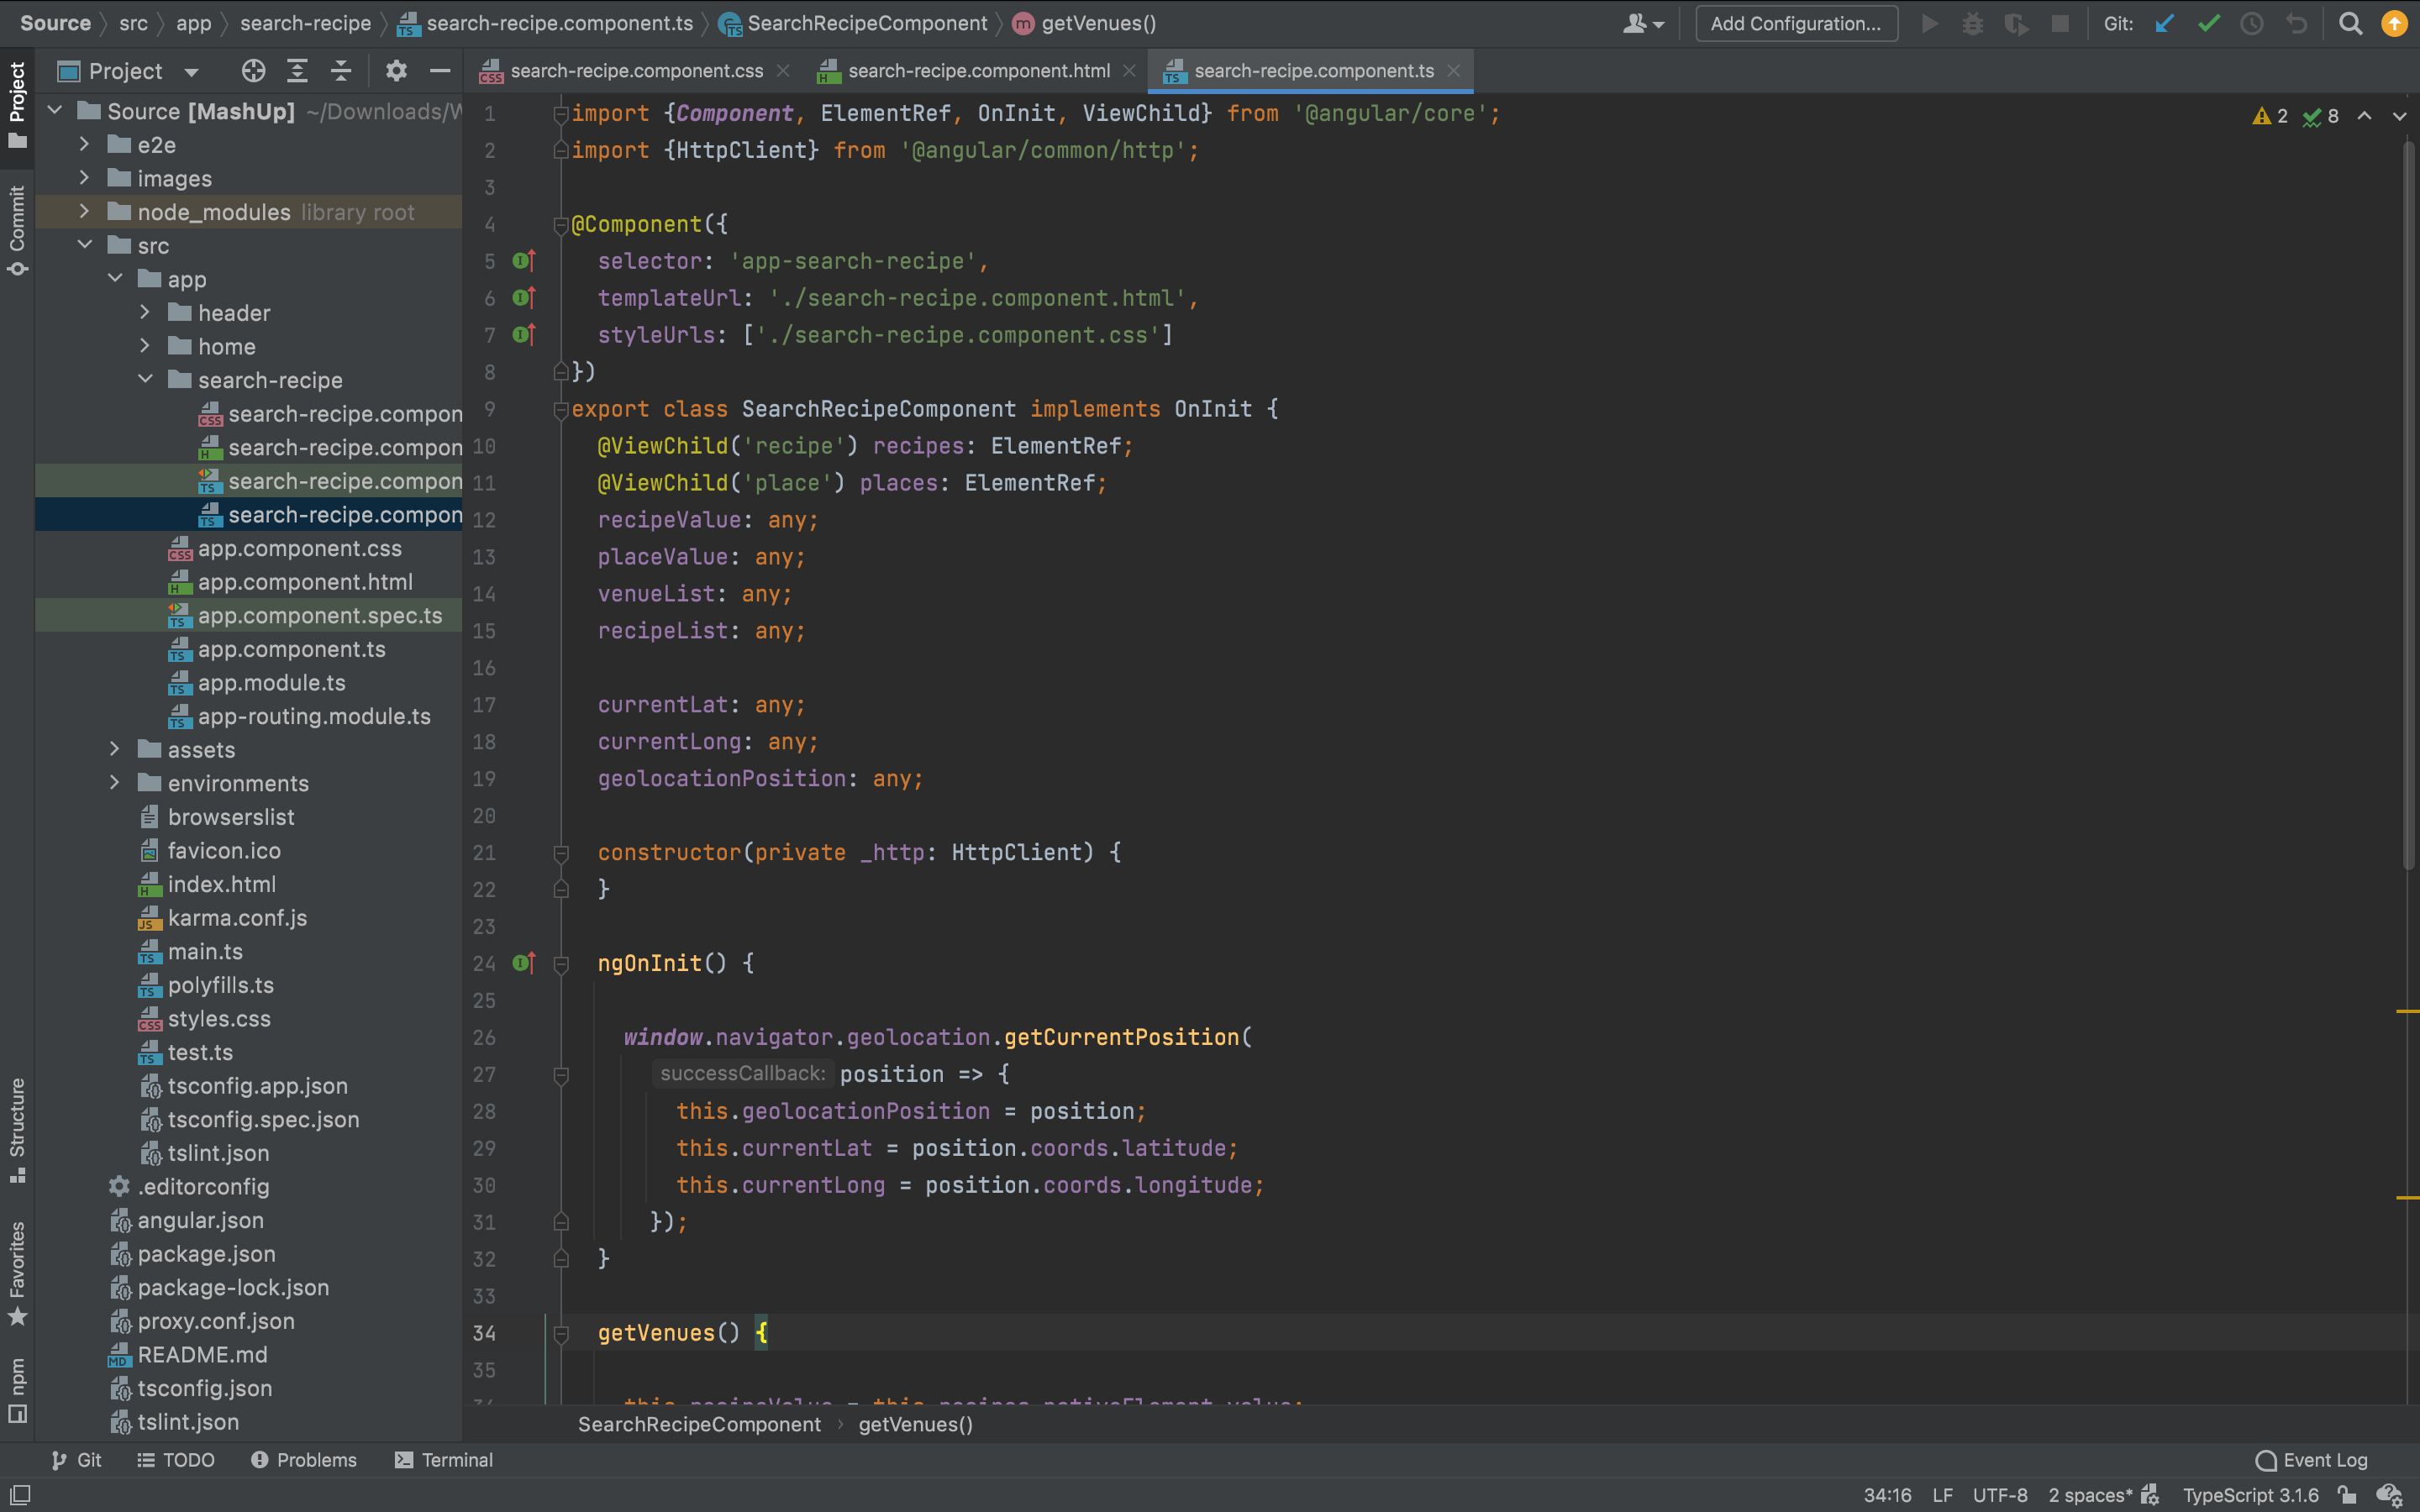 Source src app search-recipe search-recipe.component.ts SearchRecipeComponent getVenues() Add Configuration... Git:
Project
search-recipe.component.css search-recipe.component.html search-recipe.component.ts
Project
Commit
Structure
Favorites
npm
Source [MashUp] ~/Downloads/W
e2e
images
node_modules library root
src
app
header
home
search-recipe
search-recipe.compon
search-recipe.compon
search-recipe.compon
search-recipe.compon
app.component.css
app.component.html
app.component.spec.ts
app.component.ts
app.module.ts
app-routing.module.ts
assets
environments
browserslist
favicon.ico
index.html
karma.conf.js
main.ts
polyfills.ts
styles.css
test.ts
tsconfig.app.json
tsconfig.spec.json
tslint.json
.editorconfig
angular.json
package.json
package-lock.json
proxy.conf.json
README.md
tsconfig.json
tslint.json
2 8
1 import {Component, ElementRef, OnInit, ViewChild} from '@angular/core';
2 import {HttpClient} from '@angular/common/http';
3
4 @Component({
5 selector: 'app-search-recipe',
6 templateUrl: './search-recipe.component.html',
7 styleUrls: ['./search-recipe.component.css']
8 })
9 export class SearchRecipeComponent implements OnInit {
10 @ViewChild('recipe') recipes: ElementRef;
11 @ViewChild('place') places: ElementRef;
12 recipeValue: any;
13 placeValue: any;
14 venueList: any;
15 recipeList: any;
16
17 currentLat: any;
18 currentLong: any;
19 geolocationPosition: any;
20
21 constructor(private _http: HttpClient) {
22 }
23
24 ngOnInit() {
25
26 window.navigator.geolocation.getCurrentPosition(
27 successCallback: position => {
28 this.geolocationPosition = position;
29 this.currentLat = position.coords.latitude;
30 this.currentLong = position.coords.longitude;
31 });
32 }
33
34 getVenues() {
35
36 this.recipeValue = this.recipes.nativeElement.value;
SearchRecipeComponent getVenues()
Git TODO Problems Terminal Event Log
34:16 LF UTF-8 2 spaces* TypeScript 3.1.6